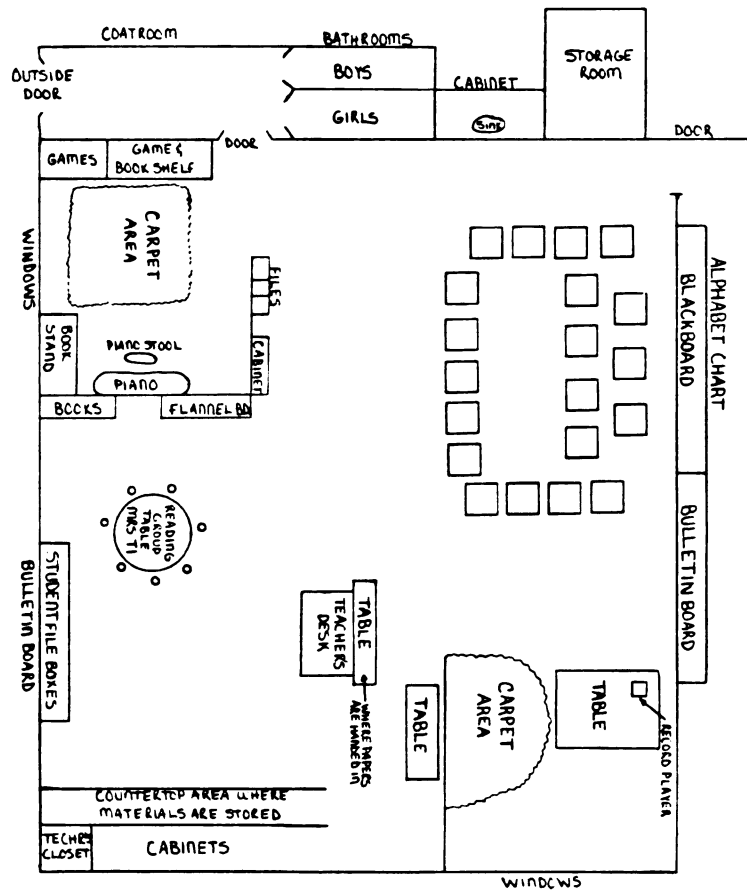 COATROOM
BATHROOMS
OUTSIDE
DOOR
BOYS
CABINET
STORAGE
ROOM
GIRLS
SINK
DOOR
DOOR
GAMES
GAME &
BOOK SHELF
CARPET
AREA
WINDOWS
FILES
BOOK
STAND
PIANO STOOL
PIANO
CABINET
BOOKS
FLANNEL BD
ALPHABET CHART
BLACKBOARD
BULLETIN BOARD
READING
GROUP
TABLE
MRS T1
STUDENT FILE BOXES
BULLETIN BOARD
TABLE
TEACHER'S
DESK
WHERE PAPERS
ARE HANDED IN
TABLE
CARPET
AREA
TABLE
RECORD PLAYER
COUNTERTOP AREA WHERE
MATERIALS ARE STORED
TECHR'S
CLOSET
CABINETS
WINDOWS